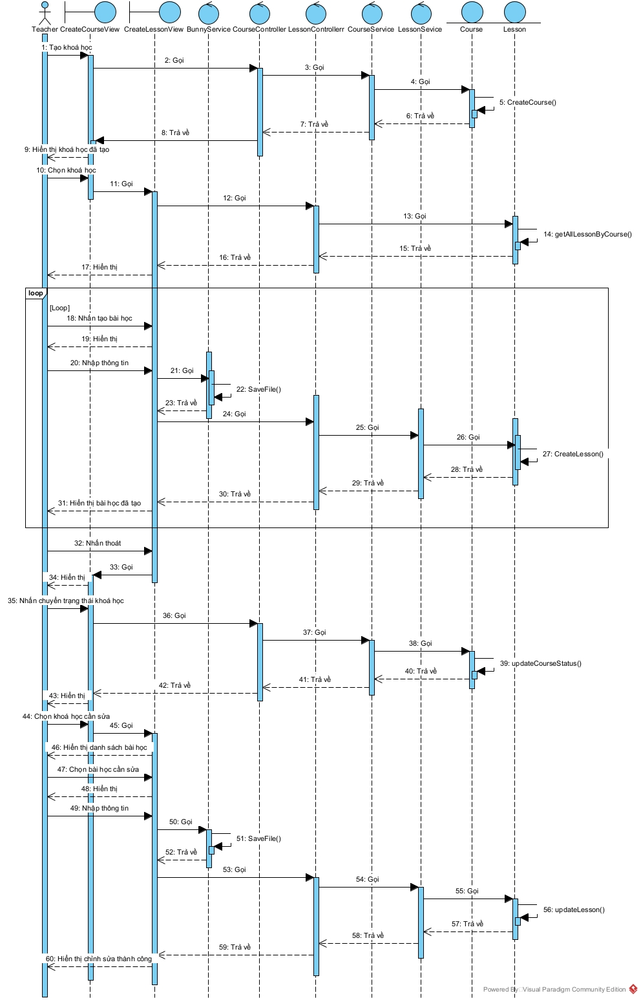 Teacher CreateCourseView CreateLessonView BunnyService CourseController LessonControllerr CourseService LessonSevice Course Lesson
1: Tạo khoá học
2: Gọi
3: Gọi
4: Gọi
5: CreateCourse()
6: Trả về
7: Trả về
8: Trả về
9: Hiển thị khoá học đã tạo
10: Chọn khoá học
11: Gọi
12: Gọi
13: Gọi
14: getAllLessonByCourse()
15: Trả về
16: Trả về
17: Hiển thị
loop
[Loop]
18: Nhấn tạo bài học
19: Hiển thị
20: Nhập thông tin
21: Gọi
22: SaveFile()
23: Trả về
24: Gọi
25: Gọi
26: Gọi
27: CreateLesson()
28: Trả về
29: Trả về
30: Trả về
31: Hiển thị bài học đã tạo
32: Nhấn thoát
33: Gọi
34: Hiển thị
35: Nhấn chuyển trạng thái khoá học
36: Gọi
37: Gọi
38: Gọi
39: updateCourseStatus()
40: Trả về
41: Trả về
42: Trả về
43: Hiển thị
44: Chọn khoá học cần sửa
45: Gọi
46: Hiển thị danh sách bài học
47: Chọn bài học cần sửa
48: Hiển thị
49: Nhập thông tin
50: Gọi
51: SaveFile()
52: Trả về
53: Gọi
54: Gọi
55: Gọi
56: updateLesson()
57: Trả về
58: Trả về
59: Trả về
60: Hiển thị chỉnh sửa thành công
Powered By Visual Paradigm Community Edition